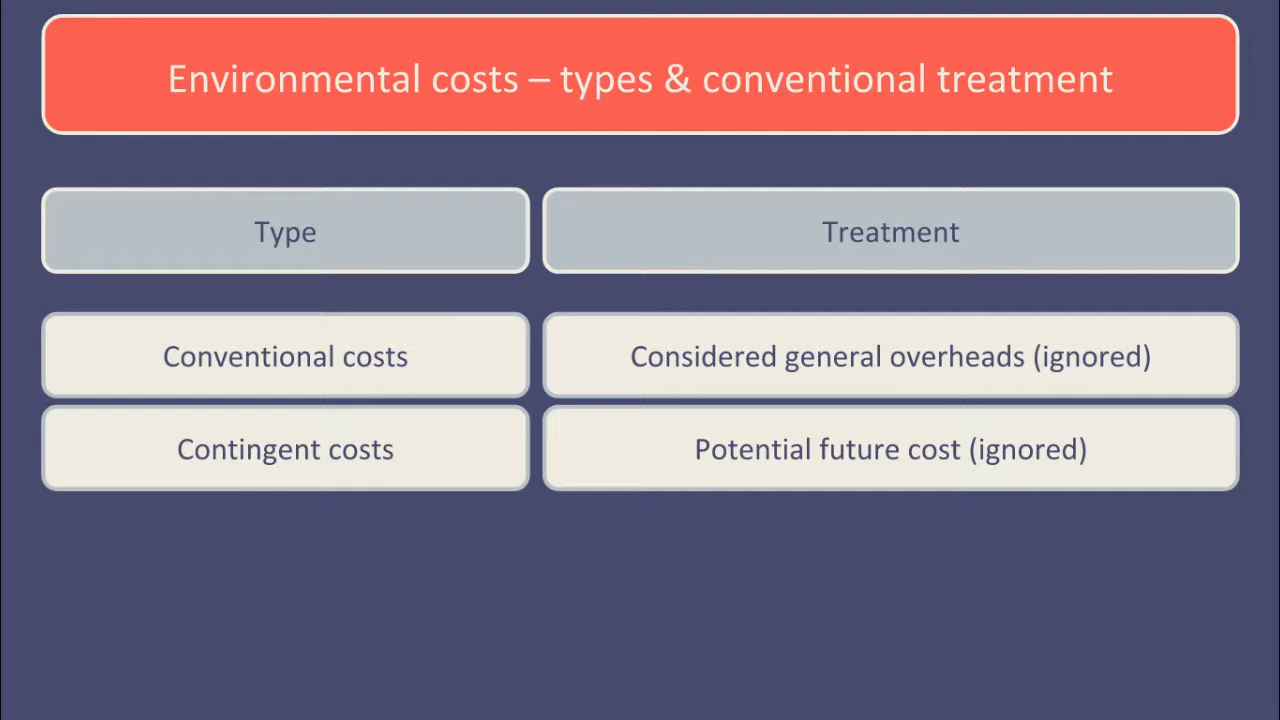 Environmental costs – types & conventional treatment
Type
Treatment
Conventional costs
Considered general overheads (ignored)
Contingent costs
Potential future cost (ignored)